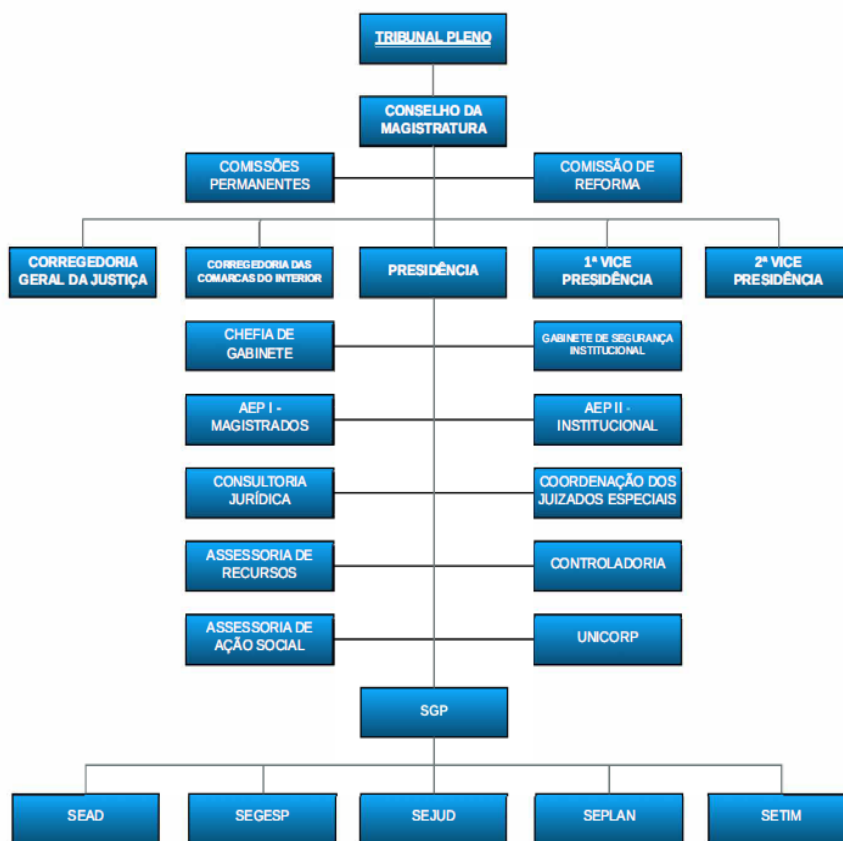 TRIBUNAL PLENO
CONSELHO DA
MAGISTRATURA
COMISSÕES
PERMANENTES
COMISSÃO DE
REFORMA
CORREGEDORIA
GERAL DA JUSTIÇA
CORREGEDORIA DAS
COMARCAS DO INTERIOR
PRESIDÊNCIA
1ª VICE
PRESIDÊNCIA
2ª VICE
PRESIDÊNCIA
CHEFIA DE
GABINETE
GABINETE DE SEGURANÇA
INSTITUCIONAL
AEP I -
MAGISTRADOS
AEP II -
INSTITUCIONAL
CONSULTORIA
JURÍDICA
COORDENAÇÃO DOS
JUIZADOS ESPECIAIS
ASSESSORIA DE
RECURSOS
CONTROLADORIA
ASSESSORIA DE
AÇÃO SOCIAL
UNICORP
SGP
SEAD
SEGESP
SEJUD
SEPLAN
SETIM